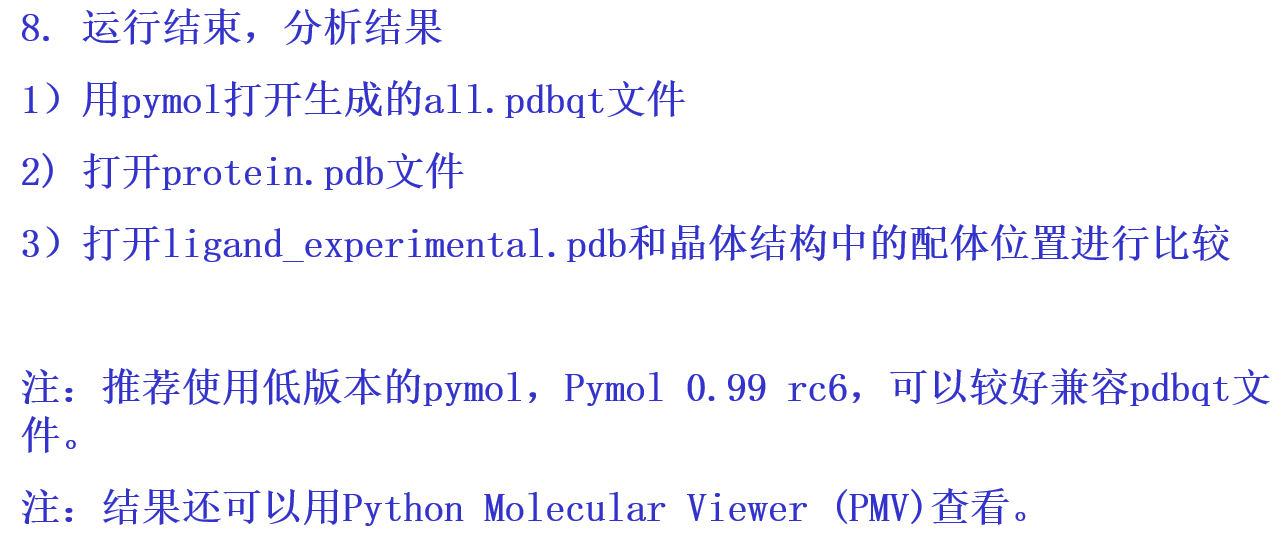 8. 运行结束，分析结果
1）用pymol打开生成的all.pdbqt文件
2) 打开protein.pdb文件
3）打开ligand_experimental.pdb和晶体结构中的配体位置进行比较
注：推荐使用低版本的pymol，Pymol 0.99 rc6，可以较好兼容pdbqt文
件。
注：结果还可以用Python Molecular Viewer (PMV)查看。